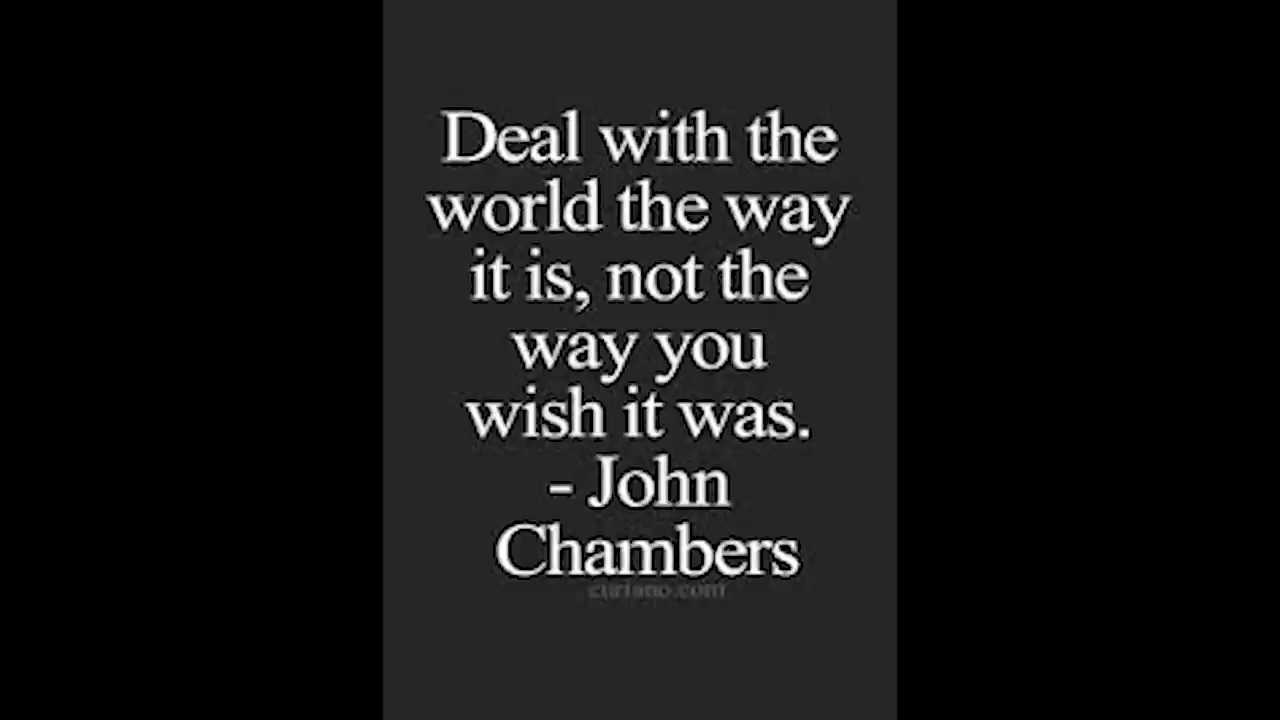 Deal with the
world the way
it is, not the
way you
wish it was.
- John
Chambers